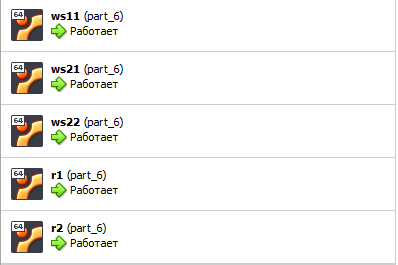 64
ws11 (part_6)
Работает
64
ws21 (part_6)
Работает
64
ws22 (part_6)
Работает
64
r1 (part_6)
Работает
64
r2 (part_6)
Работает